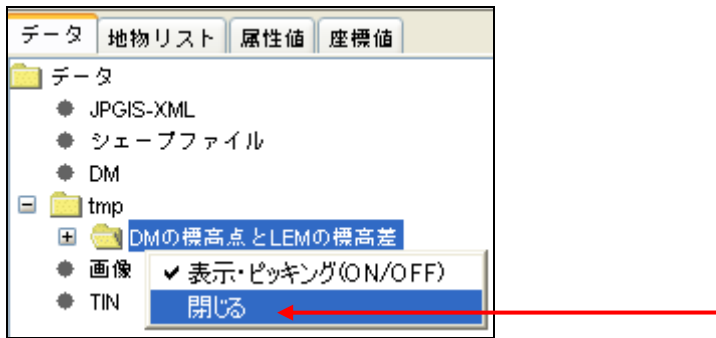 データ 地物リスト 属性値 座標値
データ
JPGIS-XML
シェープファイル
DM
tmp
DMの標高点とLEMの標高差
画像 ✔ 表示・ピッキング(ON/OFF)
TIN 閉じる